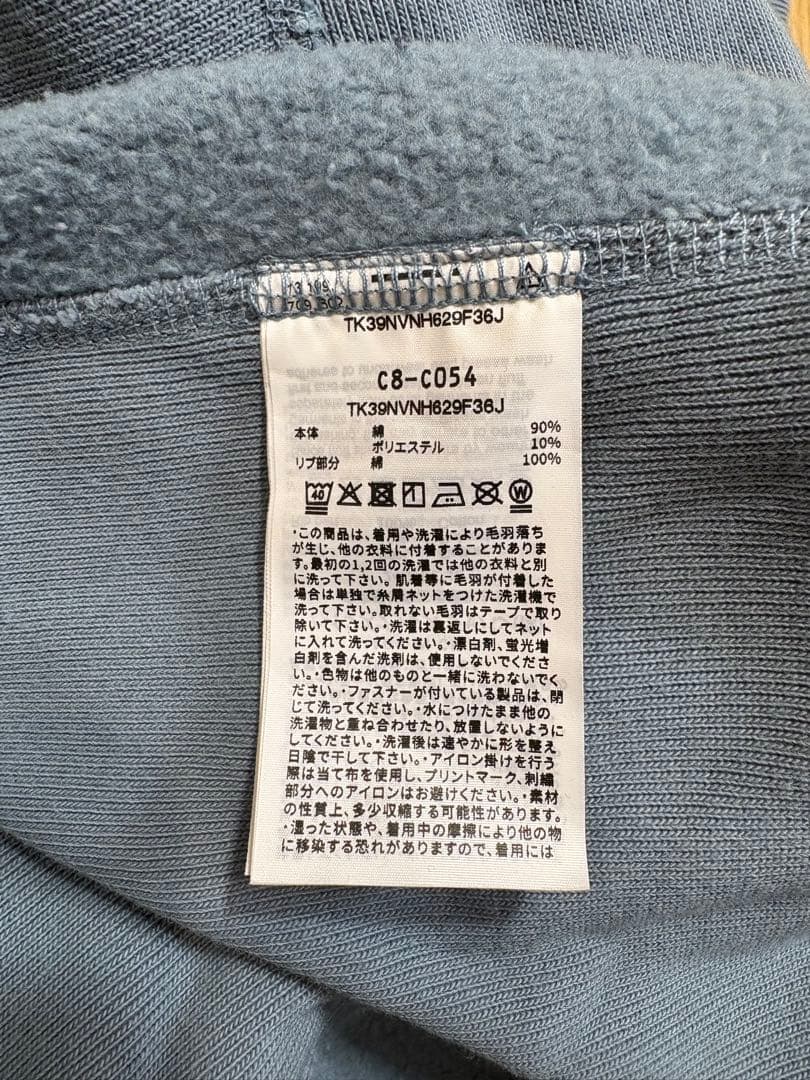 TK39NVNH629F36J
C8-C054
TK39NVNH629F36J
本体 綿 90%
ポリエステル 10%
リブ部分 綿 100%
40 W
・この商品は、着用や洗濯により毛羽落ち
が生じ、他の衣料に付着することがありま
す。最初の1,2回の洗濯では他の衣料と別
に洗って下さい。肌着等に毛羽が付着した
場合は単独で糸屑ネットをつけた洗濯機で
洗って下さい。取れない毛羽はテープで取り
除いて下さい。・洗濯は裏返しにしてネット
に入れて洗ってください。・漂白剤、蛍光増
白剤を含んだ洗剤は、使用しないでくださ
い。・色物は他のものと一緒に洗わないでく
ださい。・ファスナーが付いている製品は、閉
じて洗ってください。・水につけたまま他の
洗濯物と重ね合わせたり、放置しないように
してください。・洗濯後は速やかに形を整え
日陰で干して下さい。・アイロン掛けを行う
際は当て布を使用し、プリントマーク、刺繍
部分へのアイロンはお避けください。・素材
の性質上、多少収縮する可能性があります。
・湿った状態や、着用中の摩擦により他の物
に移染する恐れがありますので、着用には